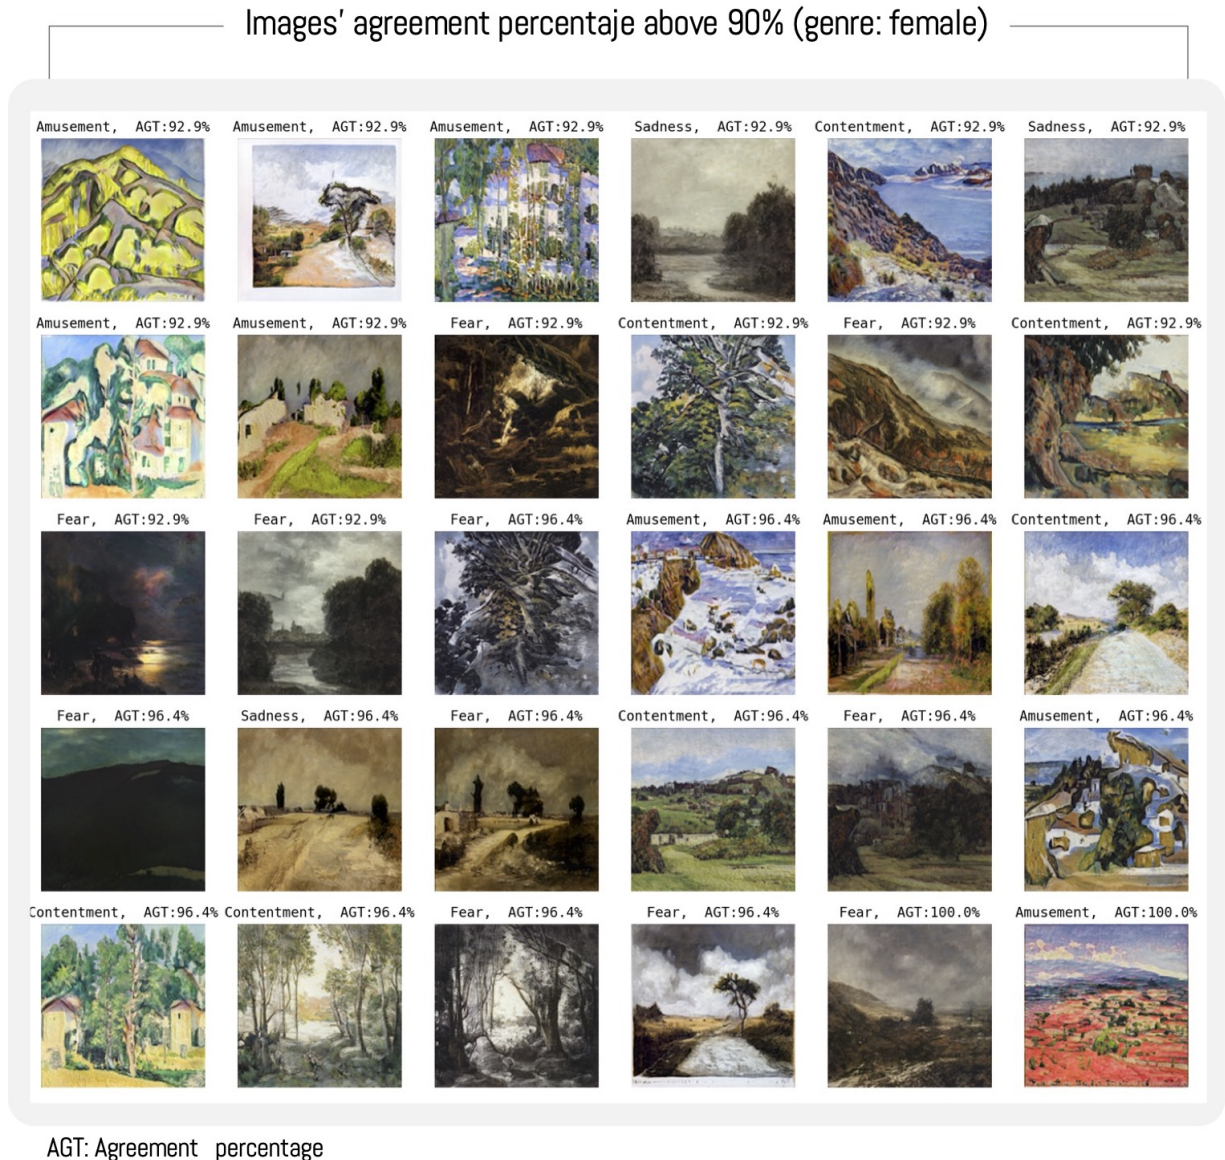 Images' agreement percentaje above 90% (genre: female)
Amusement, AGT:92.9% Amusement, AGT:92.9% Amusement, AGT:92.9% Sadness, AGT:92.9% Contentment, AGT:92.9% Sadness, AGT:92.9%
Amusement, AGT:92.9% Amusement, AGT:92.9% Fear, AGT:92.9% Contentment, AGT:92.9% Fear, AGT:92.9% Contentment, AGT:92.9%
Fear, AGT:92.9% Fear, AGT:92.9% Fear, AGT:96.4% Amusement, AGT:96.4% Amusement, AGT:96.4% Contentment, AGT:96.4%
Fear, AGT:96.4% Sadness, AGT:96.4% Fear, AGT:96.4% Contentment, AGT:96.4% Fear, AGT:96.4% Amusement, AGT:96.4%
Contentment, AGT:96.4% Contentment, AGT:96.4% Fear, AGT:96.4% Fear, AGT:96.4% Fear, AGT:100.0% Amusement, AGT:100.0%
AGT: Agreement percentage